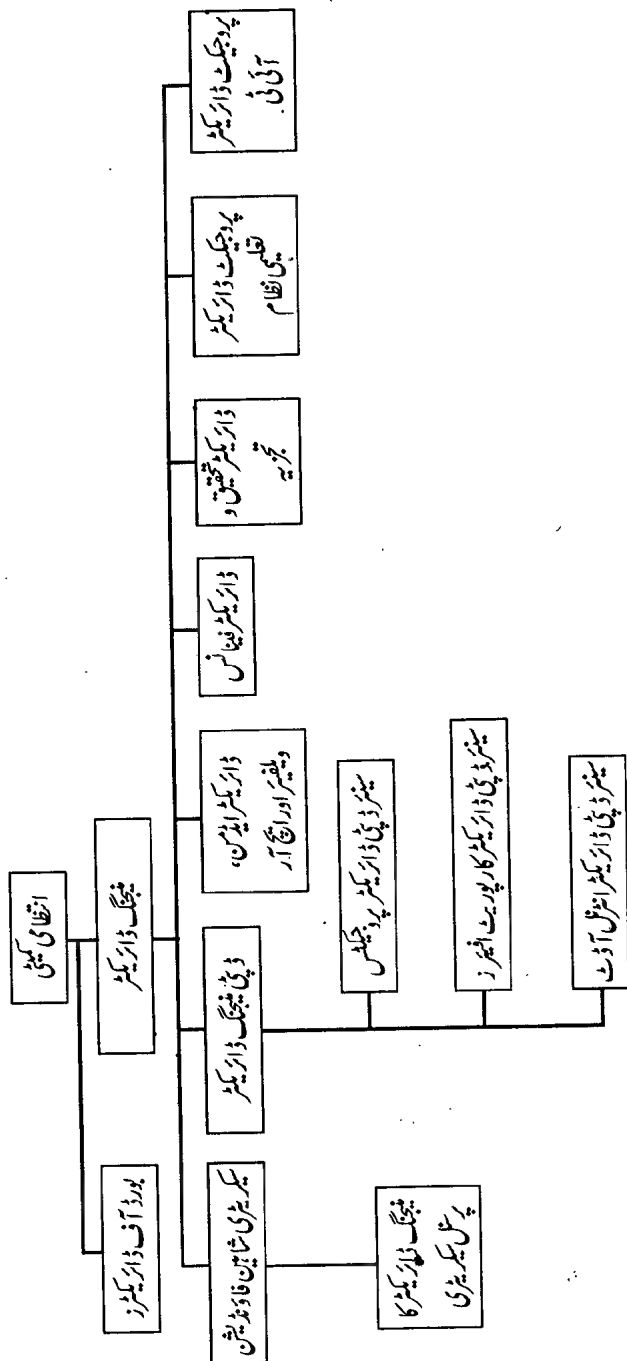 انتظامی کمیٹی
بورڈ آف ڈائریکٹرز
منیجنگ ڈائریکٹر
سیکریٹری شاہین فاؤنڈیشن
ڈپٹی منیجنگ ڈائریکٹر
ڈائریکٹر ایڈمن،
ویلفیئر اور ایچ آر
ڈائریکٹر فینانس
ڈائریکٹر تحقیق و
تجزیہ
پروجیکٹ ڈائریکٹر
تعلیمی نظام
پروجیکٹ ڈائریکٹر
آئی ٹی.
منیجنگ ڈائریکٹر کا
پرسنل سیکریٹری
سینئر ڈپٹی ڈائریکٹر پروجیکٹس
سینئر ڈپٹی ڈائریکٹر کارپوریٹ افیئرز
سینئر ڈپٹی ڈائریکٹر انٹرنل آڈٹ